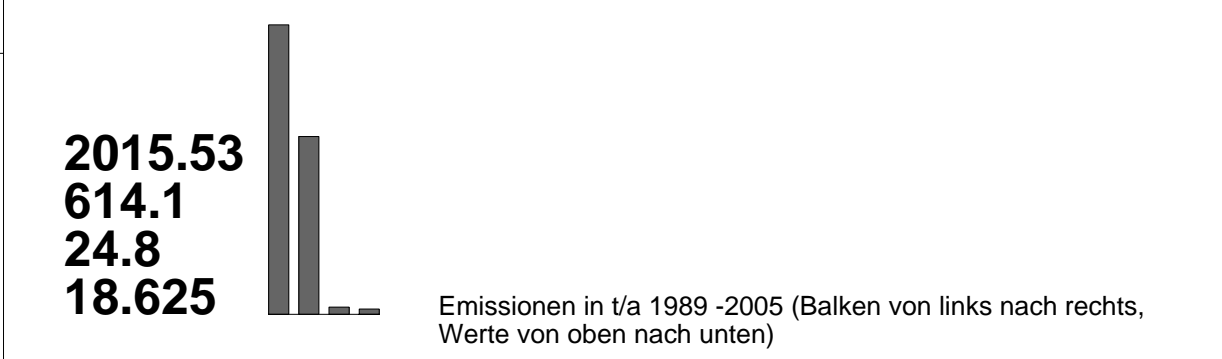 2015.53
614.1
24.8
18.625
Emissionen in t/a 1989 -2005 (Balken von links nach rechts,
Werte von oben nach unten)